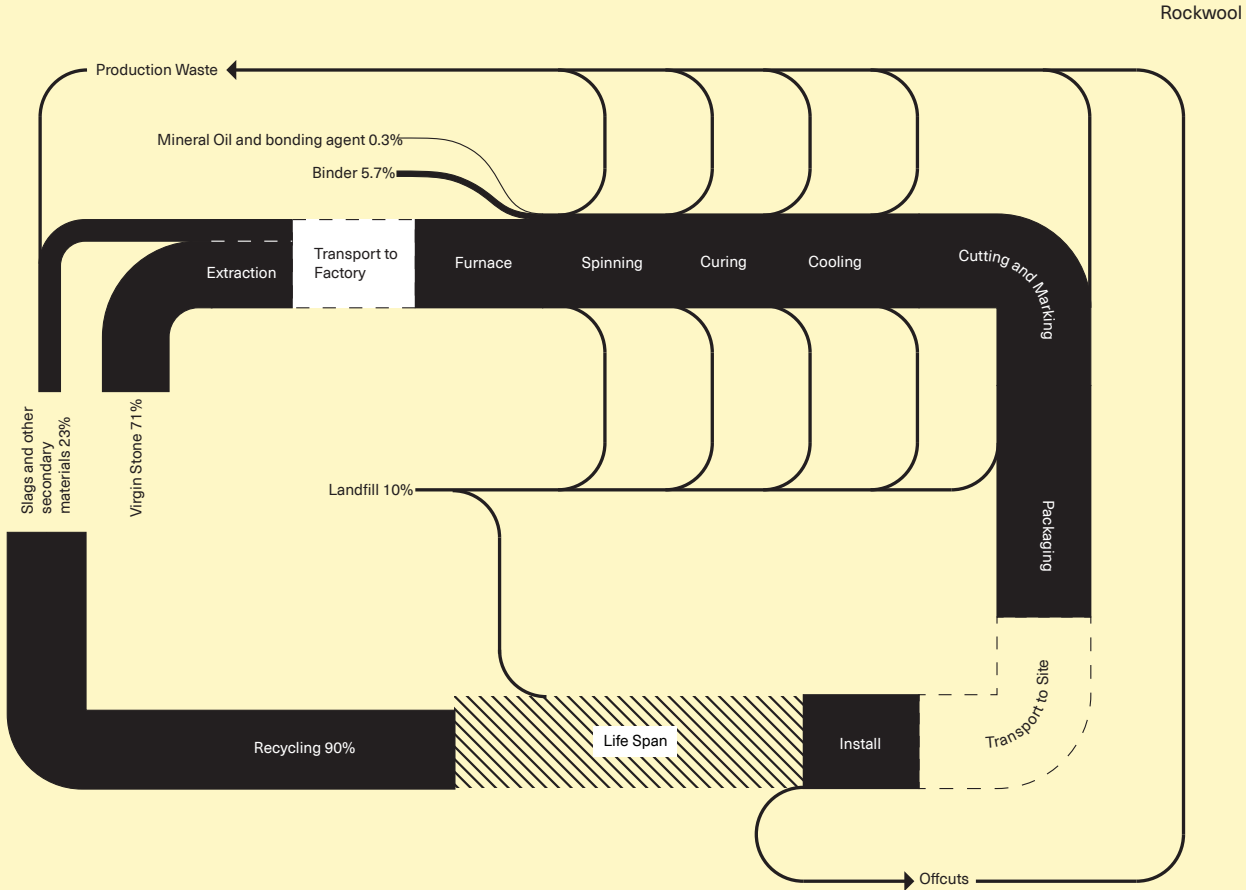 Rockwool
Production Waste
Mineral Oil and bonding agent 0.3%
Binder 5.7%
Extraction
Transport to
Factory
Furnace
Spinning
Curing
Cooling
Cutting and Marking
Slags and other
secondary
materials 23%
Virgin Stone 71%
Landfill 10%
Packaging
Transport to Site
Recycling 90%
Life Span
Install
Offcuts